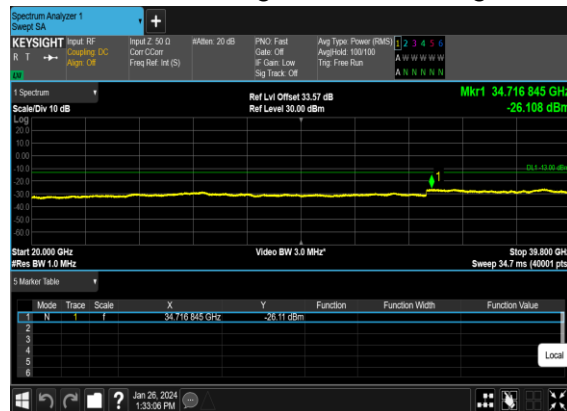 Spectrum Analyzer 1
Swept SA
KEYSIGHT Input: RF Input Z: 50 Ω #Atten: 20 dB PNO: Fast Avg Type: Power (RMS) 1 2 3 4 5 6
R T Coupling: DC Corr CCorr Gate: Off Avg|Hold: 100/100 A W W W W W
Align: Off Freq Ref: Int (S) IF Gain: Low Trig: Free Run
Sig Track: Off A N N N N N
1 Spectrum
Ref Lvl Offset 33.57 dB Mkr1 34.716 845 GHz
Scale/Div 10 dB Ref Level 30.00 dBm -26.108 dBm
Log
20.0
10.0
0.00
-10.0
DL1 -13.00 dBm
1
-20.0
-30.0
-40.0
-50.0
-60.0
Start 20.000 GHz Video BW 3.0 MHz* Stop 39.800 GHz
#Res BW 1.0 MHz Sweep 34.7 ms (40001 pts)
5 Marker Table
Mode Trace Scale X Y Function Function Width Function Value
1 N 1 f 34.716 845 GHz -26.11 dBm
2
3
4
5
6
Local
? Jan 26, 2024
1:33:06 PM